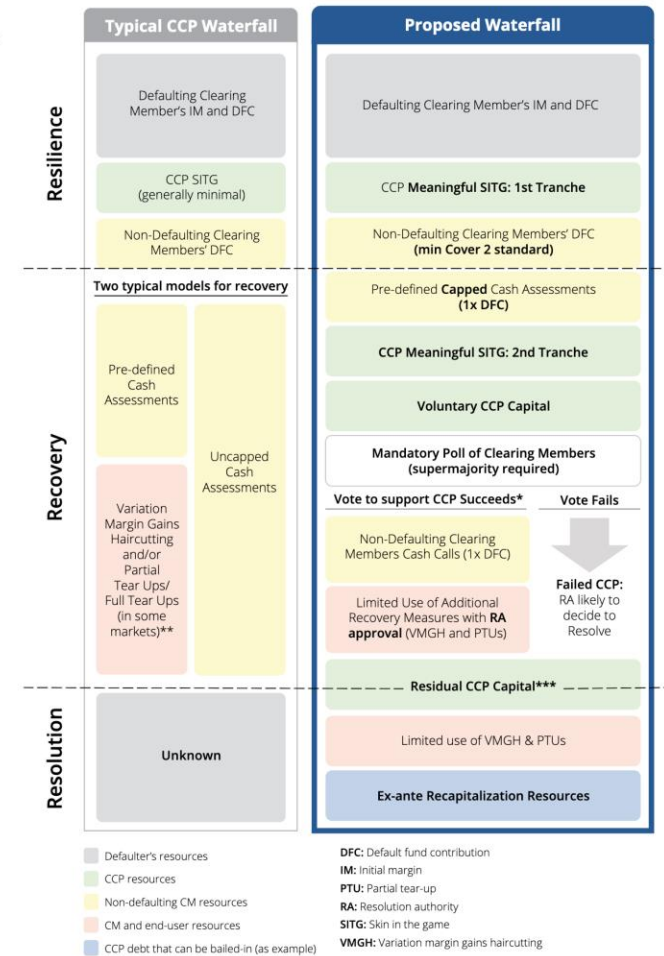 Typical CCP Waterfall
Proposed Waterfall
Resilience
Defaulting Clearing
Member's IM and DFC
Defaulting Clearing Member's IM and DFC
CCP SITG
(generally minimal)
CCP Meaningful SITG: 1st Tranche
Non-Defaulting Clearing
Members' DFC
Non-Defaulting Clearing Members' DFC
(min Cover 2 standard)
Recovery
Two typical models for recovery
Pre-defined
Cash
Assessments
Variation
Margin Gains
Haircutting
and/or
Partial
Tear Ups/
Full Tear Ups
(in some
markets)**
Uncapped
Cash
Assessments
Pre-defined Capped Cash Assessments
(1x DFC)
CCP Meaningful SITG: 2nd Tranche
Voluntary CCP Capital
Mandatory Poll of Clearing Members
(supermajority required)
Vote to support CCP Succeeds*
Vote Fails
Non-Defaulting Clearing
Members Cash Calls (1x DFC)
Limited Use of Additional
Recovery Measures with RA
approval (VMGH and PTUs)
Failed CCP:
RA likely to
decide to
Resolve
Residual CCP Capital***
Resolution
Unknown
Limited use of VMGH & PTUs
Ex-ante Recapitalization Resources
Defaulter's resources
CCP resources
Non-defaulting CM resources
CM and end-user resources
CCP debt that can be bailed-in (as example)
DFC: Default fund contribution
IM: Initial margin
PTU: Partial tear-up
RA: Resolution authority
SITG: Skin in the game
VMGH: Variation margin gains haircutting